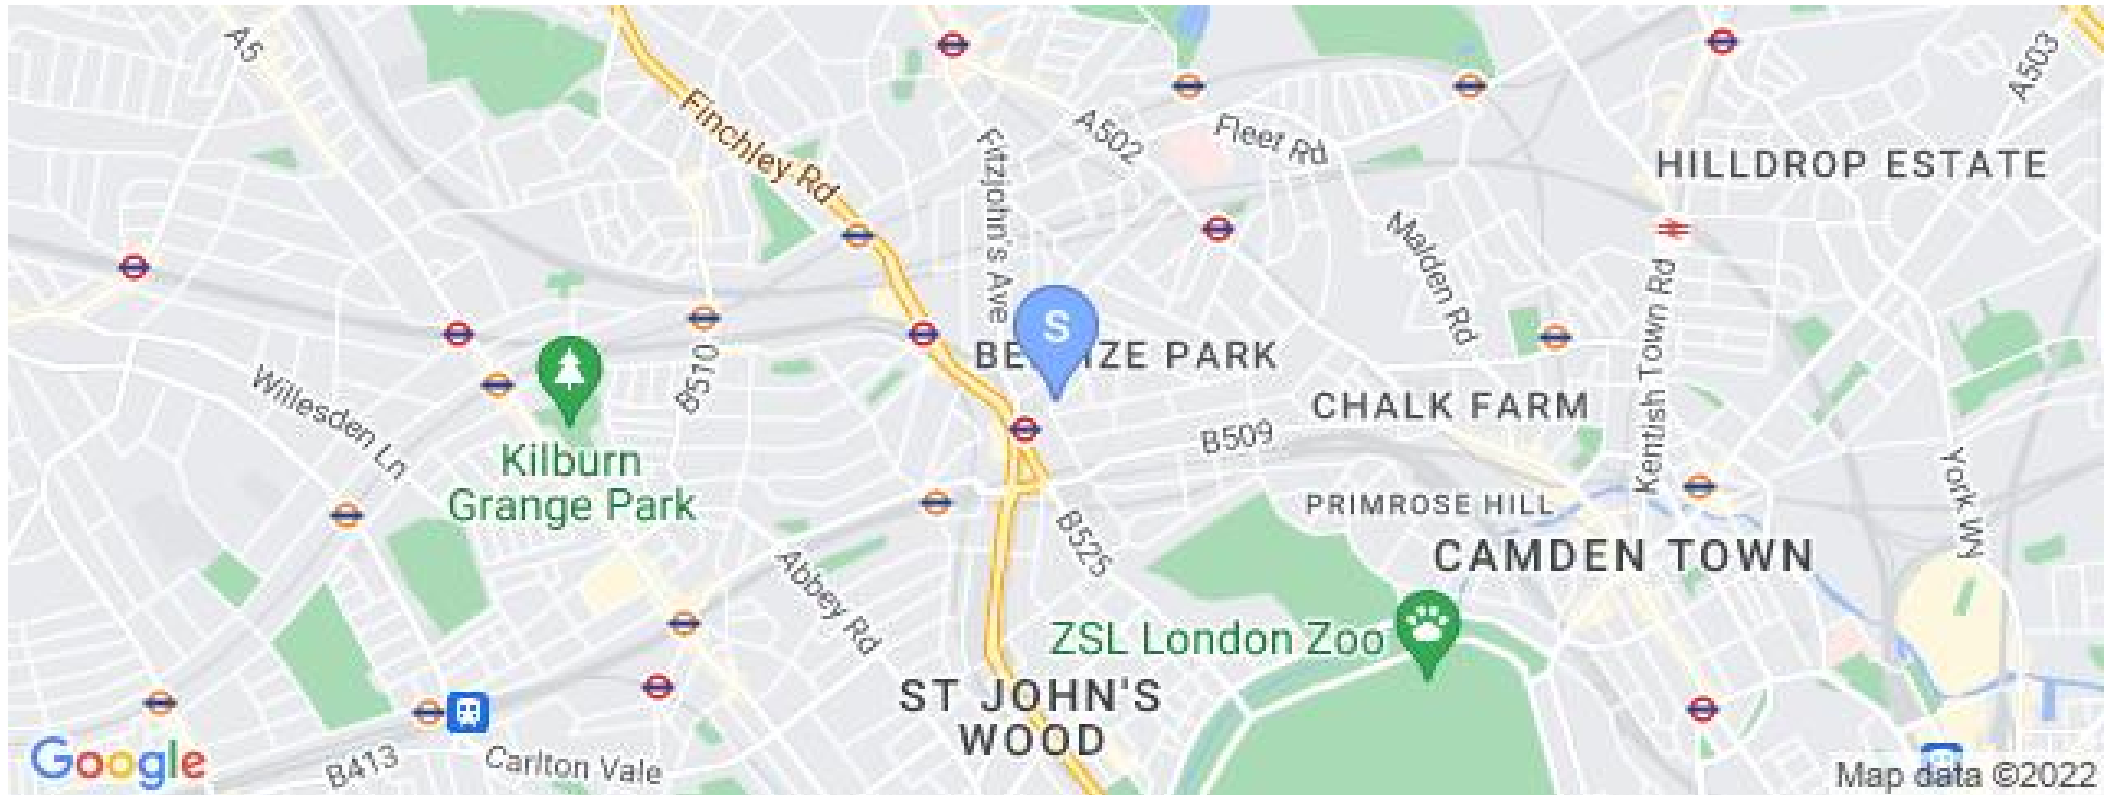 A5
Finchley Rd
Fitzjohn's Ave
A502
Fleet Rd
A503
HILLDROP ESTATE
Malden Rd
Kentish Town Rd
S
BELSIZE PARK
B510
Willesden Ln
Kilburn
Grange Park
CHALK FARM
B509
PRIMROSE HILL
York Wy
B525
CAMDEN TOWN
Abbey Rd
ZSL London Zoo
ST JOHN'S
WOOD
B413
Carlton Vale
Google
Map data ©2022